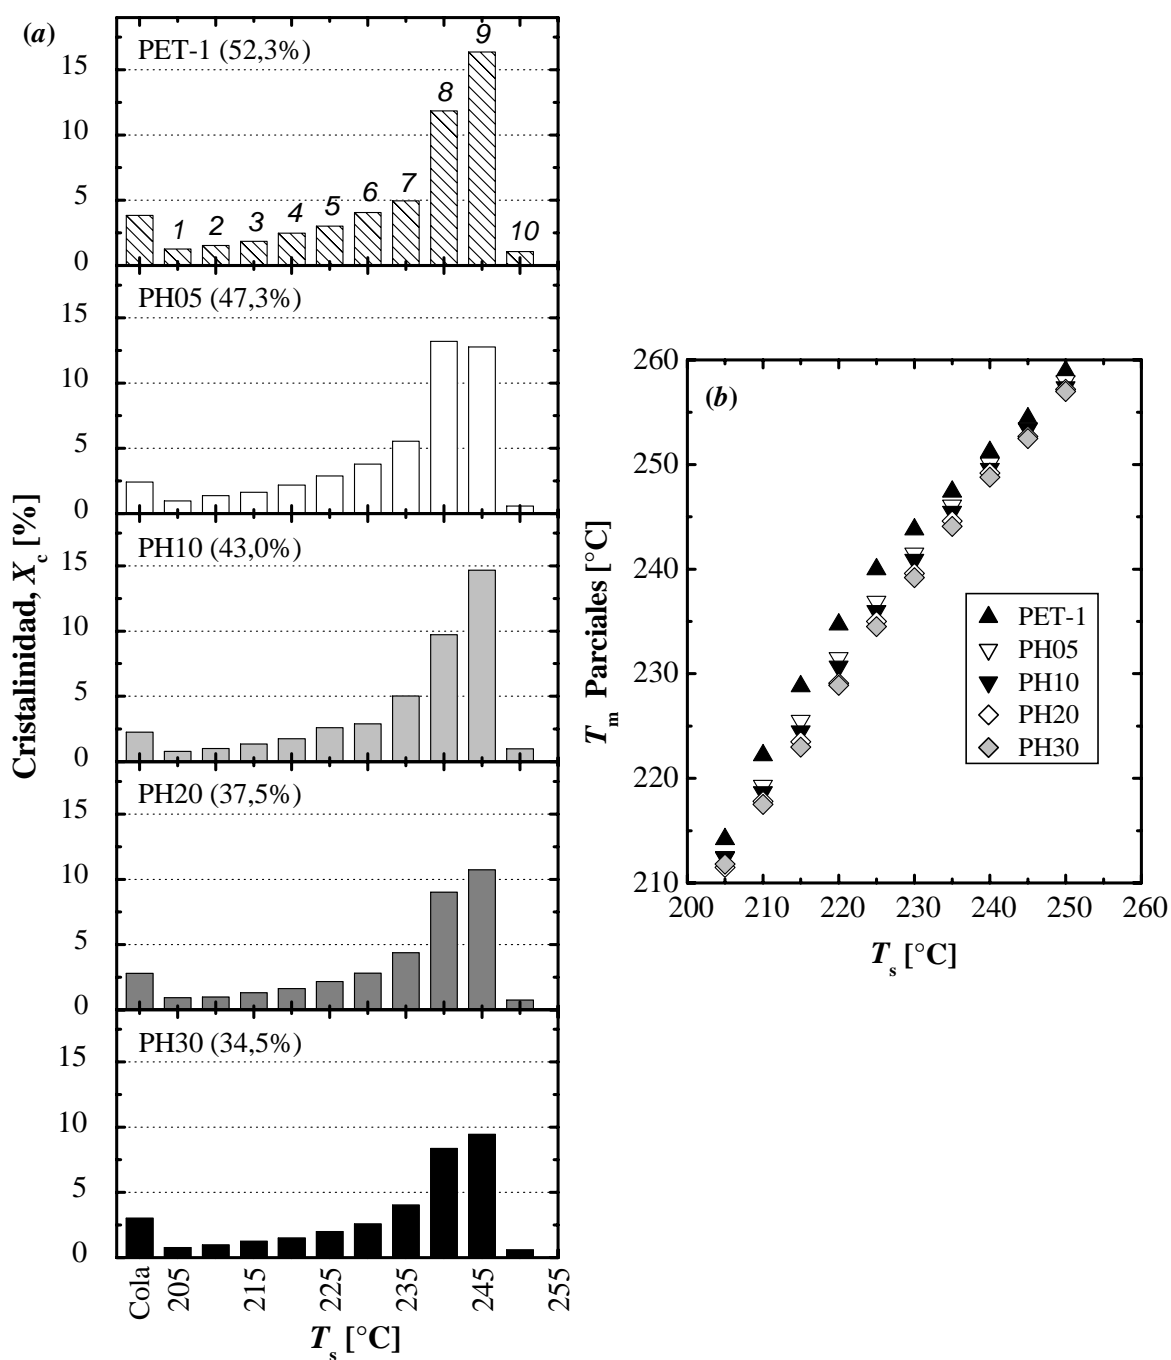 (a)
PET-1 (52,3%)
1 2 3 4 5 6 7 8 9 10
15
10
5
0
PH05 (47,3%)
15
10
5
0
PH10 (43,0%)
15
10
5
0
PH20 (37,5%)
15
10
5
0
PH30 (34,5%)
15
10
5
0
Cristalinidad, Xc [%]
Cola 205 215 225 235 245 255
Ts [°C]
(b)
260
250
240
230
220
210
Tm Parciales [°C]
PET-1
PH05
PH10
PH20
PH30
200 210 220 230 240 250 260
Ts [°C]